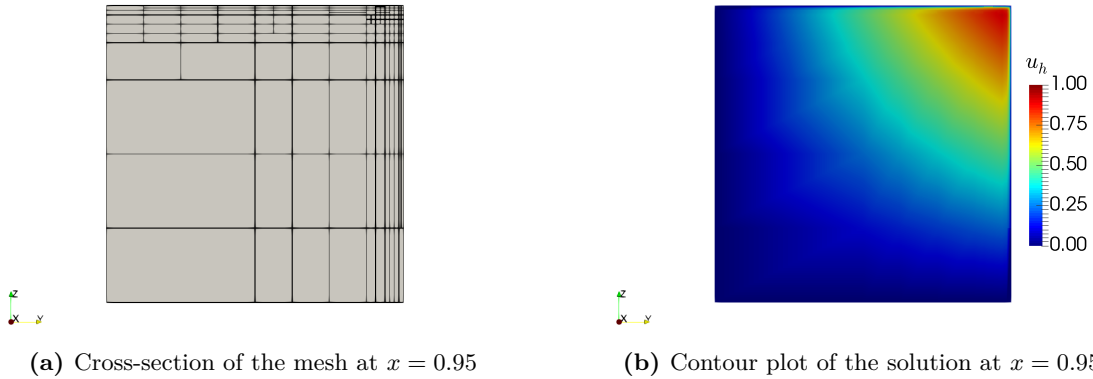 u_h
1.00
0.75
0.50
0.25
0.00
Z
X Y
Z
X Y
(a) Cross-section of the mesh at x = 0.95
(b) Contour plot of the solution at x = 0.95